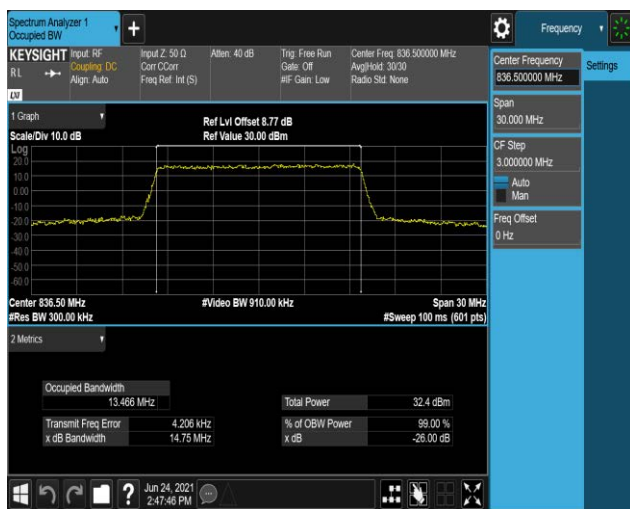 Spectrum Analyzer 1
Occupied BW
+
Frequency
KEYSIGHT
RL
LXI
Input: RF
Coupling: DC
Align: Auto
Input Z: 50 Ω
Corr CCorr
Freq Ref: Int (S)
Atten: 40 dB
Trig: Free Run
Gate: Off
#IF Gain: Low
Center Freq: 836.500000 MHz
Avg|Hold: 30/30
Radio Std: None
Center Frequency
836.500000 MHz
Settings
Span
30.000 MHz
CF Step
3.000000 MHz
Auto
Man
Freq Offset
0 Hz
1 Graph
Scale/Div 10.0 dB
Ref Lvl Offset 8.77 dB
Ref Value 30.00 dBm
Log
20.0
10.0
0.00
-10.0
-20.0
-30.0
-40.0
-50.0
-60.0
Center 836.50 MHz
#Video BW 910.00 kHz
Span 30 MHz
#Res BW 300.00 kHz
#Sweep 100 ms (601 pts)
2 Metrics
Occupied Bandwidth
13.466 MHz
Total Power 32.4 dBm
Transmit Freq Error 4.206 kHz
% of OBW Power 99.00 %
x dB Bandwidth 14.75 MHz
x dB -26.00 dB
?
Jun 24, 2021
2:47:46 PM